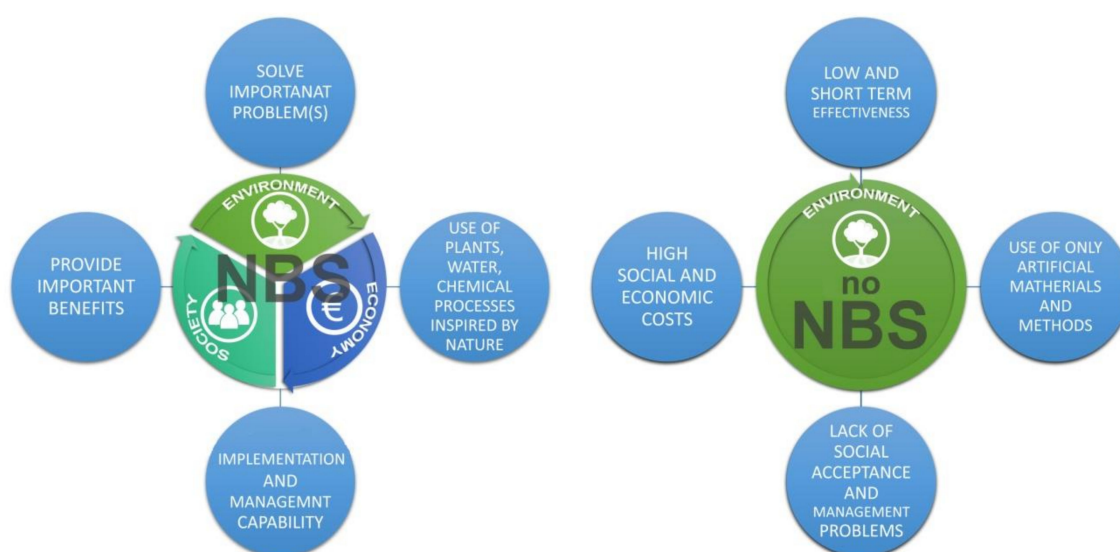 SOLVE
IMPORTANAT
PROBLEM(S)
ENVIRONMENT
NBS
SOCIETY
€
ECONOMY
PROVIDE
IMPORTANT
BENEFITS
USE OF
PLANTS,
WATER,
CHEMICAL
PROCESSES
INSPIRED BY
NATURE
IMPLEMENTATION
AND
MANAGEMNT
CAPABILITY
LOW AND
SHORT TERM
EFFECTIVENESS
ENVIRONMENT
no
NBS
HIGH
SOCIAL AND
ECONOMIC
COSTS
USE OF ONLY
ARTIFICIAL
MATHERIALS
AND
METHODS
LACK OF
SOCIAL
ACCEPTANCE
AND
MANAGEMENT
PROBLEMS